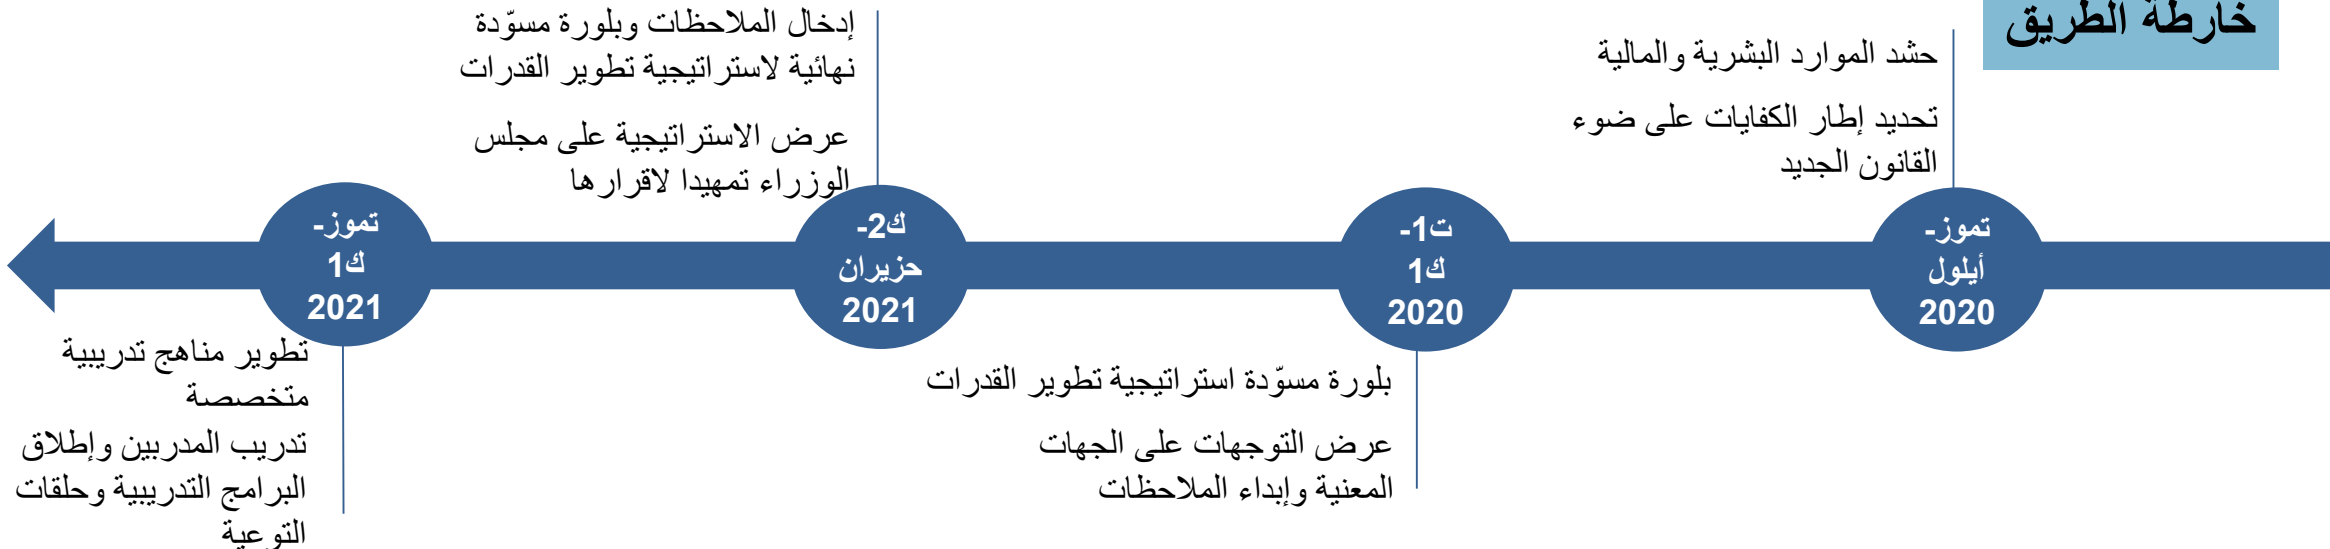 خارطة الطريق
حشد الموارد البشرية والمالية
تحديد إطار الكفايات على ضوء
القانون الجديد
تموز-
أيلول
2020
ت1-
ك1
2020
بلورة مسوّدة استراتيجية تطوير القدرات
عرض التوجهات على الجهات
المعنية وإبداء الملاحظات
إدخال الملاحظات وبلورة مسوّدة
نهائية لاستراتيجية تطوير القدرات
عرض الاستراتيجية على مجلس
الوزراء تمهيدا لاقرارها
ك2-
حزيران
2021
تموز-
ك1
2021
تطوير مناهج تدريبية
متخصصة
تدريب المدربين وإطلاق
البرامج التدريبية وحلقات
التوعية